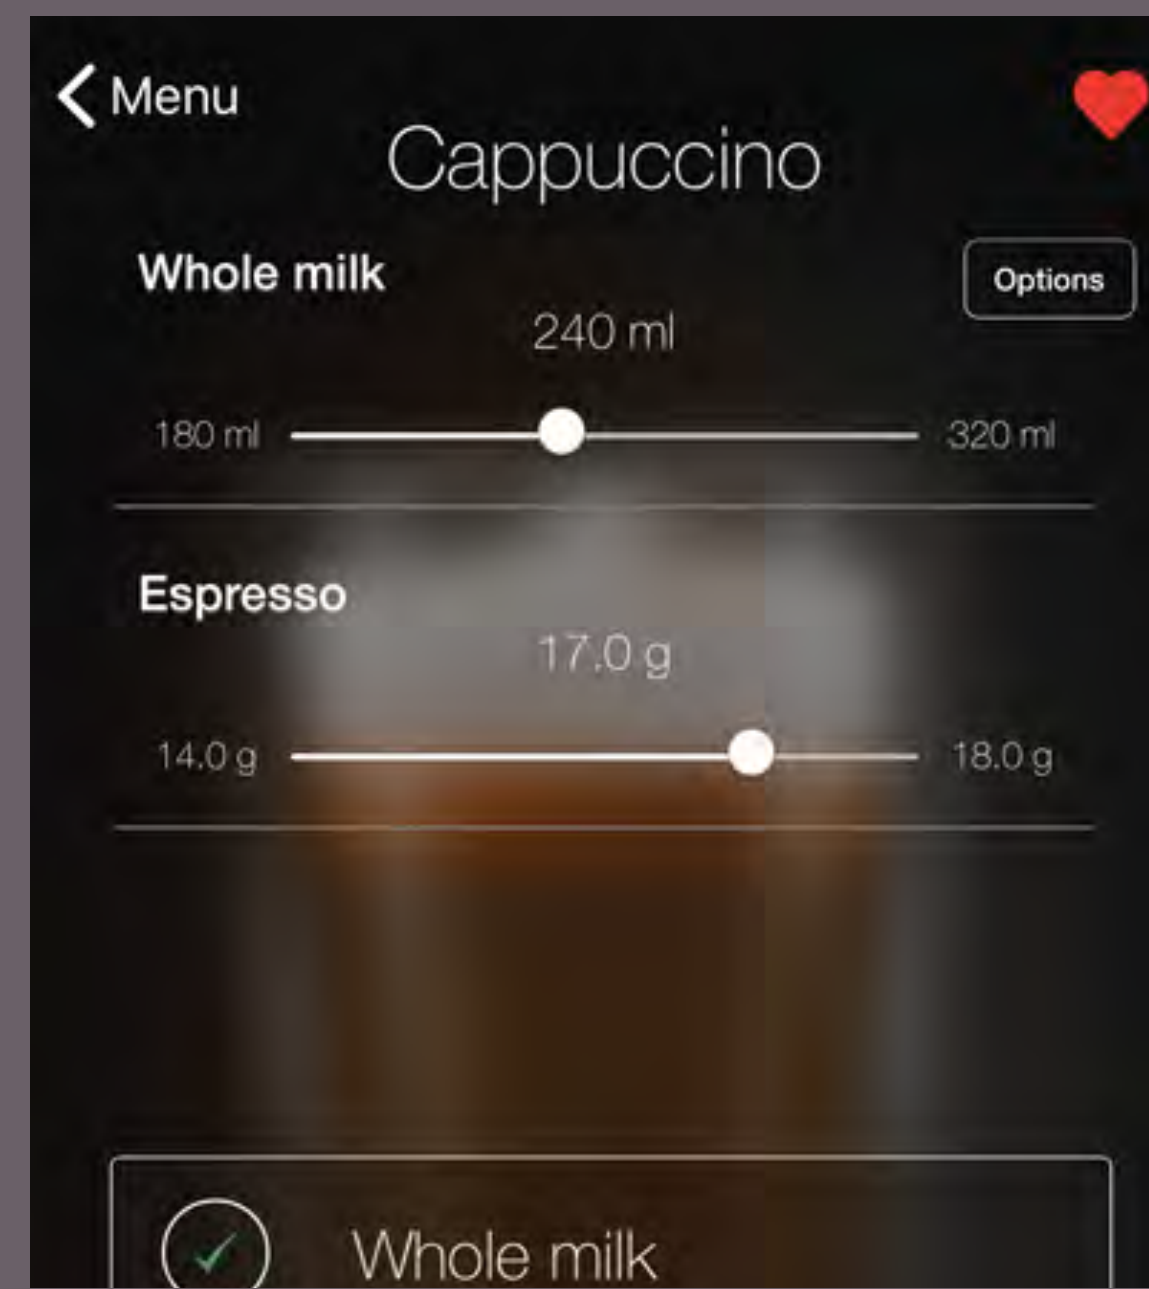 Menu
Cappuccino
Whole milk
Options
240 ml
180 ml
320 ml
Espresso
17.0 g
14.0 g
18.0 g
Whole milk